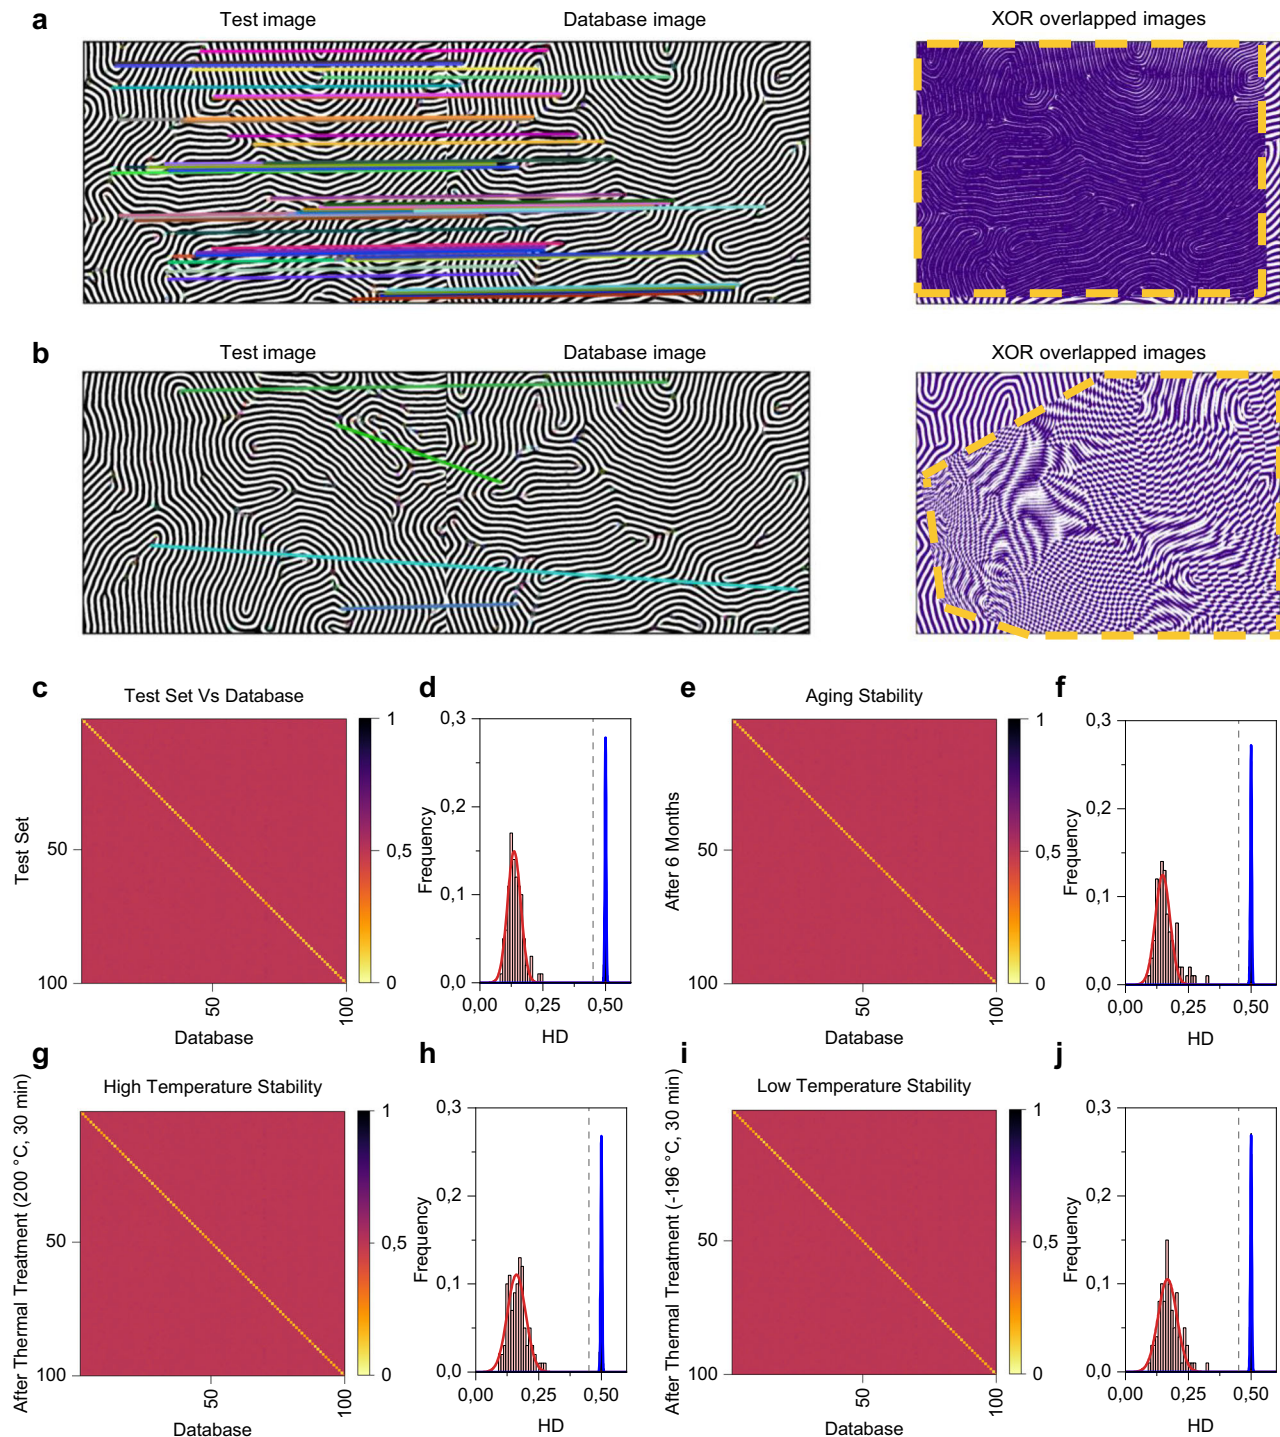 a
Test image
Database image
XOR overlapped images
b
Test image
Database image
XOR overlapped images
c
Test Set Vs Database
Test Set
50
100
50
100
Database
1
0,5
0
d
Frequency
0,3
0,2
0,1
0,0
0,00
0,25
0,50
HD
e
Aging Stability
After 6 Months
50
100
50
100
Database
1
0,5
0
f
Frequency
0,3
0,2
0,1
0,0
0,00
0,25
0,50
HD
g
High Temperature Stability
After Thermal Treatment (200 °C, 30 min)
50
100
50
100
Database
1
0,5
0
h
Frequency
0,3
0,2
0,1
0,0
0,00
0,25
0,50
HD
i
Low Temperature Stability
After Thermal Treatment (-196 °C, 30 min)
50
100
50
100
Database
1
0,5
0
j
Frequency
0,3
0,2
0,1
0,0
0,00
0,25
0,50
HD